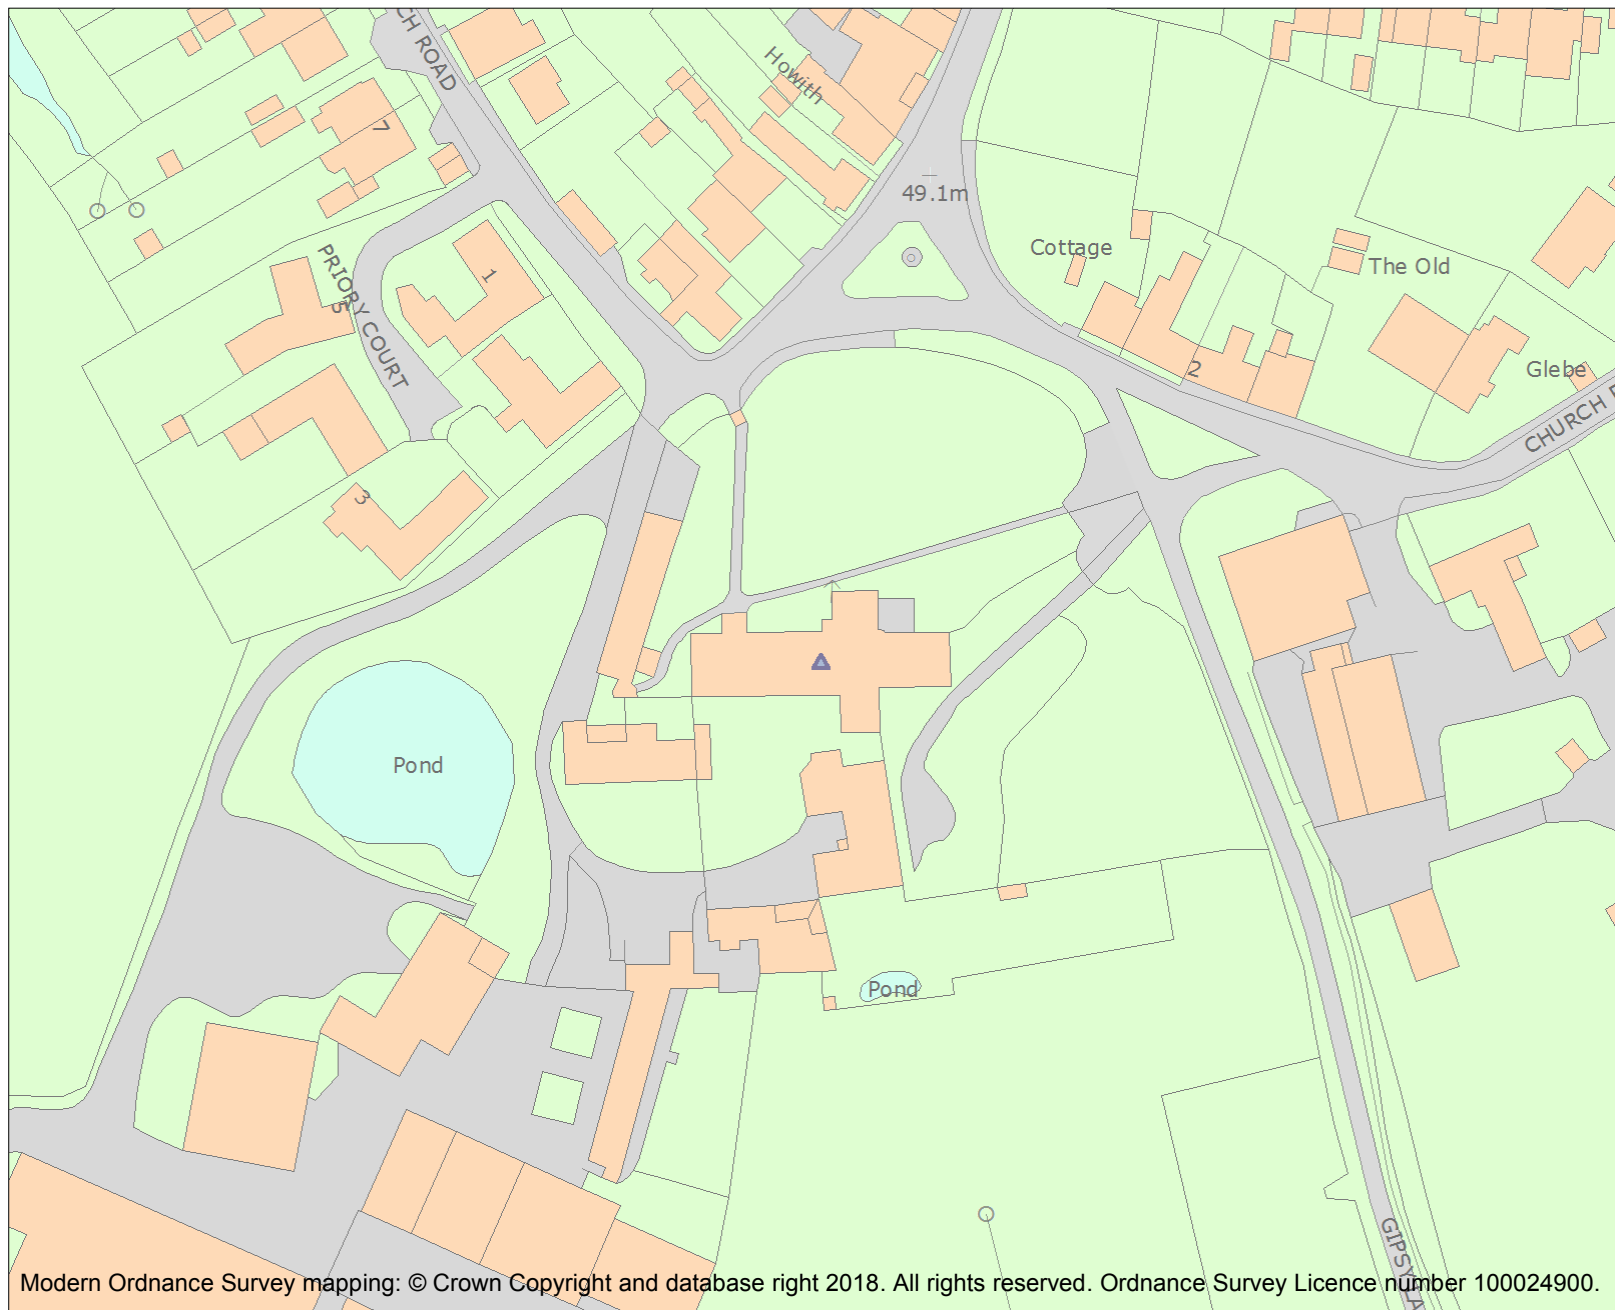 CH ROAD
Howith
7
49.1m
Cottage
The Old
PRIORY COURT
1
5
2
Glebe
CHURCH
3
Pond
Pond
GIPSY LA
Modern Ordnance Survey mapping: © Crown Copyright and database right 2018. All rights reserved. Ordnance Survey Licence number 100024900.